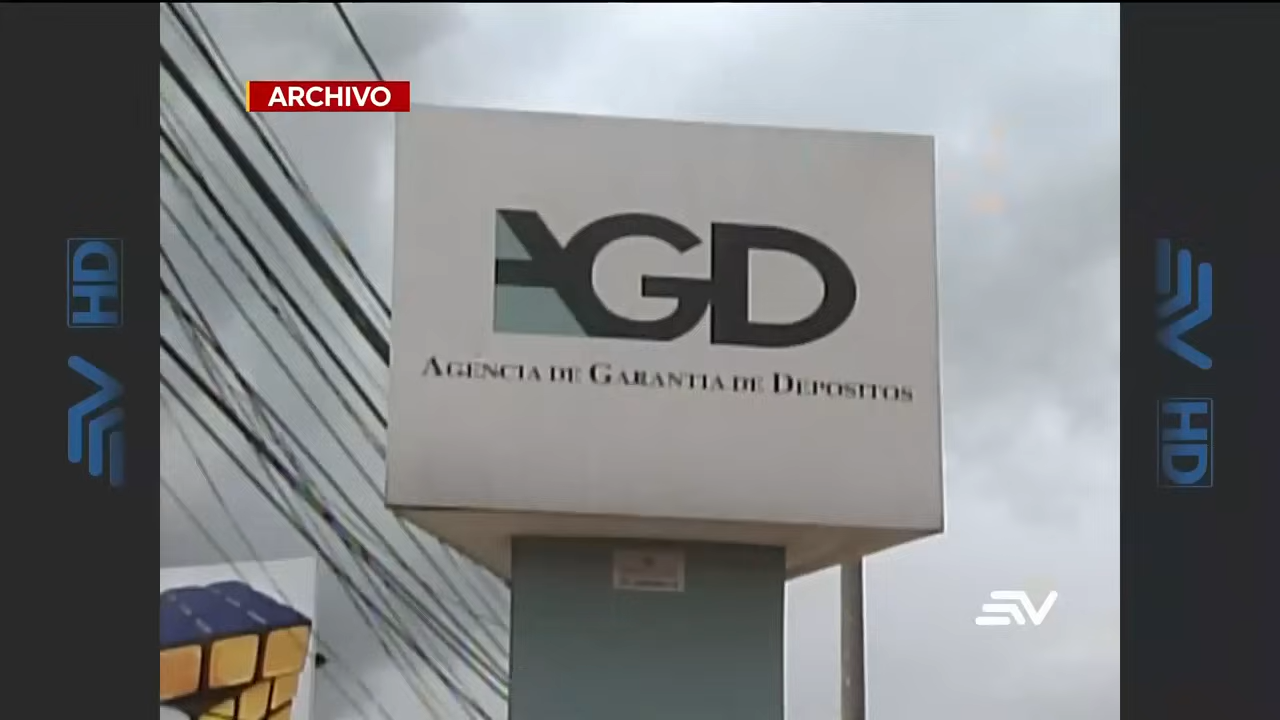 ARCHIVO
AGD
AGENCIA DE GARANTIA DE DEPOSITOS
HD
HD